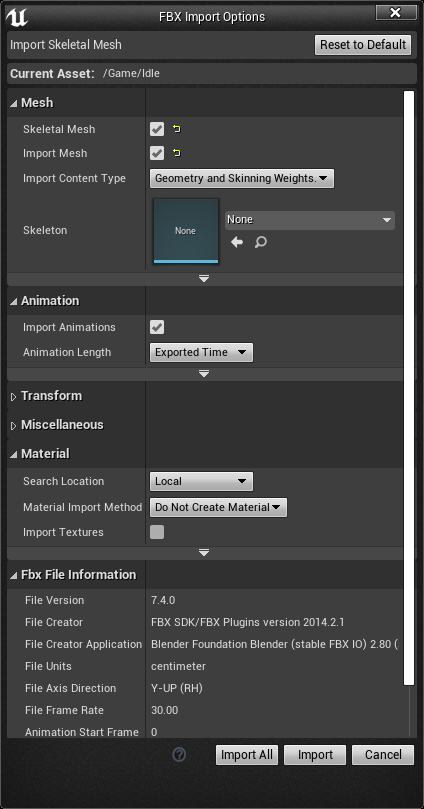 FBX Import Options
Import Skeletal Mesh
Reset to Default
Current Asset: /Game/Idle
Mesh
Skeletal Mesh
Import Mesh
Import Content Type Geometry and Skinning Weights.
Skeleton None None
Animation
Import Animations
Animation Length Exported Time
Transform
Miscellaneous
Material
Search Location Local
Material Import Method Do Not Create Material
Import Textures
Fbx File Information
File Version 7.4.0
File Creator FBX SDK/FBX Plugins version 2014.2.1
File Creator Application Blender Foundation Blender (stable FBX IO) 2.80 (
File Units centimeter
File Axis Direction Y-UP (RH)
File Frame Rate 30.00
Animation Start Frame 0
? Import All Import Cancel